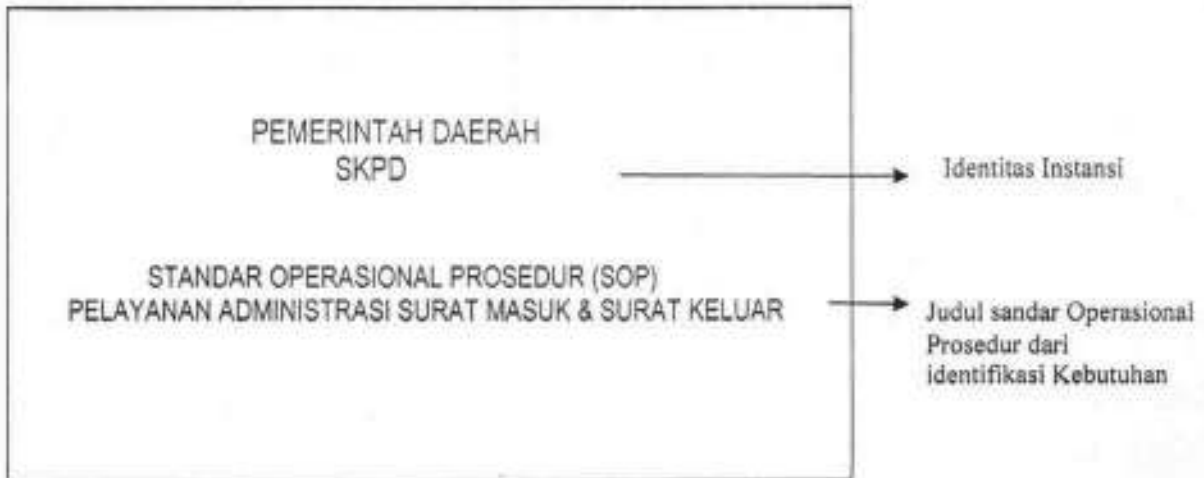 PEMERINTAH DAERAH
SKPD
Identitas Instansi
STANDAR OPERASIONAL PROSEDUR (SOP)
PELAYANAN ADMINISTRASI SURAT MASUK & SURAT KELUAR
Judul sandar Operasional
Prosedur dari
identifikasi Kebutuhan